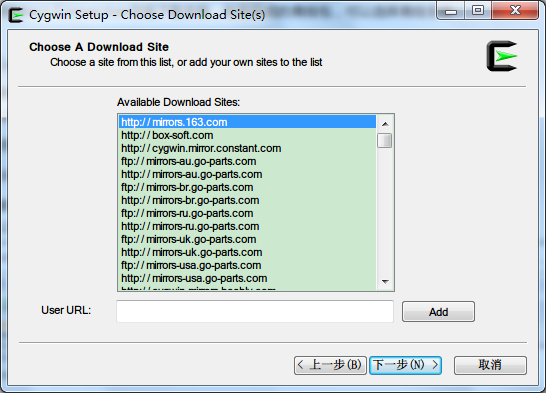 Cygwin Setup - Choose Download Site(s)
Choose A Download Site
Choose a site from this list, or add your own sites to the list
Available Download Sites:
http://mirrors.163.com
http://box-soft.com
http://cygwin.mirror.constant.com
ftp://mirrors-au.go-parts.com
http://mirrors-au.go-parts.com
ftp://mirrors-br.go-parts.com
http://mirrors-br.go-parts.com
ftp://mirrors-ru.go-parts.com
http://mirrors-ru.go-parts.com
ftp://mirrors-uk.go-parts.com
http://mirrors-uk.go-parts.com
ftp://mirrors-usa.go-parts.com
http://mirrors-usa.go-parts.com
User URL:
Add
< 上一步(B)
下一步(N) >
取消